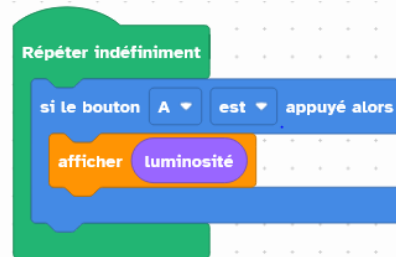 Répéter indéfiniment
si le bouton A est appuyé alors
afficher luminosité